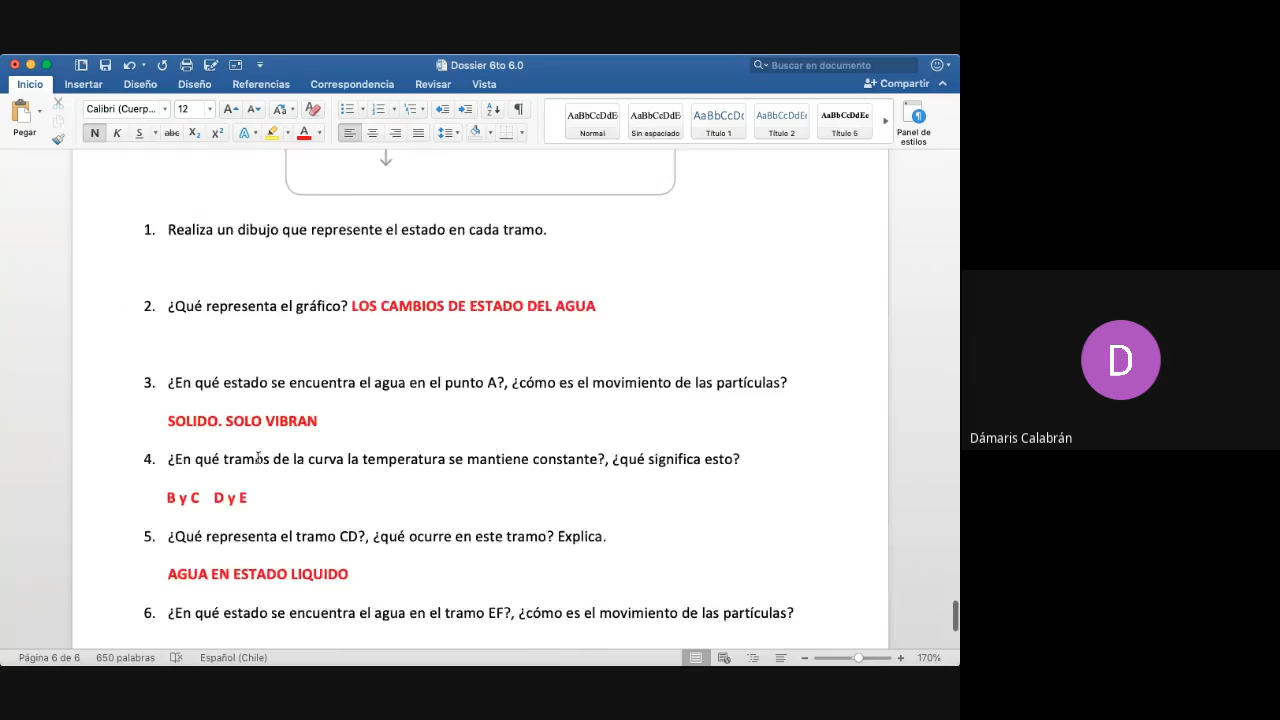 Dossier 6to 6.0
Buscar en documento
Inicio Insertar Diseño Diseño Referencias Correspondencia Revisar Vista
Compartir
Pegar
Calibri (Cuerp... 12
N K S abc X₂ X²
AaBbCcDdE AaBbCcDdE AaBbCcDc AaBbCcDdEe AaBbCcDdEe
Normal Sin espaciado Título 1 Título 2 Título 5
Panel de estilos
1. Realiza un dibujo que represente el estado en cada tramo.
2. ¿Qué representa el gráfico? LOS CAMBIOS DE ESTADO DEL AGUA
3. ¿En qué estado se encuentra el agua en el punto A?, ¿cómo es el movimiento de las partículas?
SOLIDO. SOLO VIBRAN
4. ¿En qué tramos de la curva la temperatura se mantiene constante?, ¿qué significa esto?
B y C D y E
5. ¿Qué representa el tramo CD?, ¿qué ocurre en este tramo? Explica.
AGUA EN ESTADO LIQUIDO
6. ¿En qué estado se encuentra el agua en el tramo EF?, ¿cómo es el movimiento de las partículas?
Página 6 de 6 650 palabras Español (Chile) 170%
D
Dámaris Calabrán